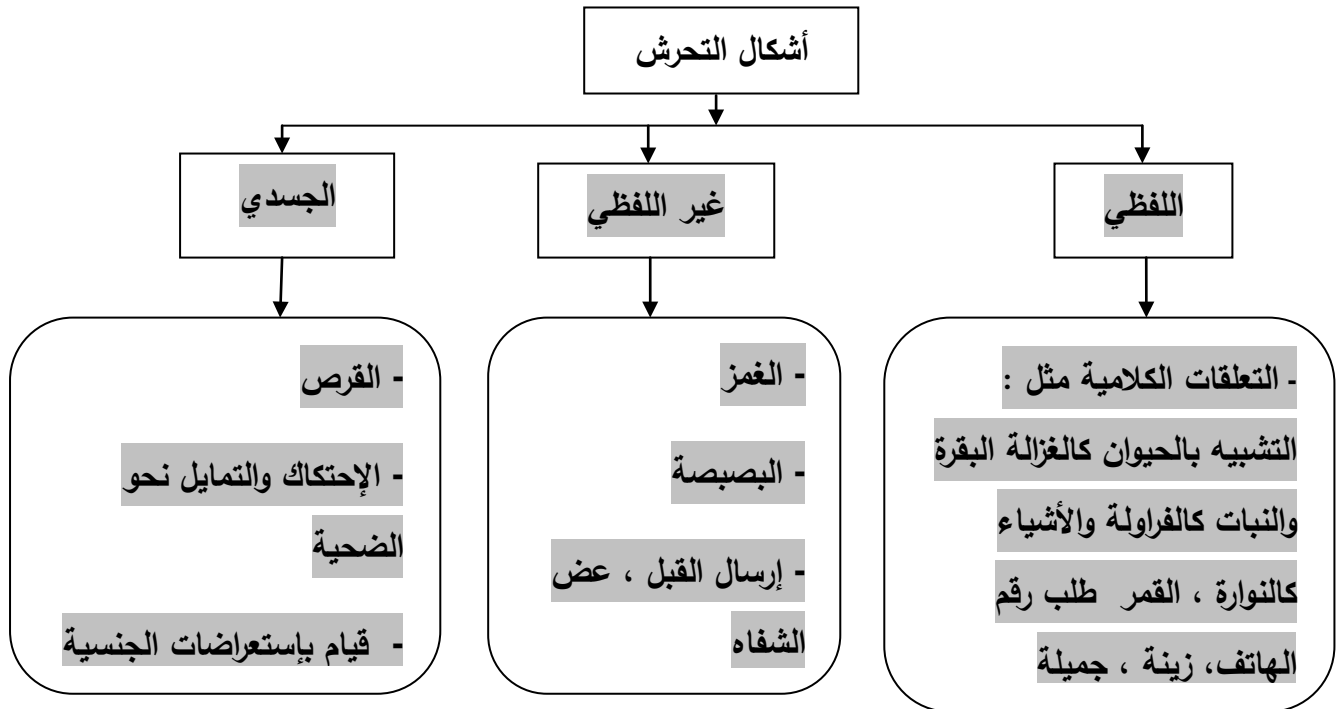 أشكال التحرش
اللفظي
غير اللفظي
الجسدي
- التعلقات الكلامية مثل :
التشبيه بالحيوان كالغزالة البقرة
والنبات كالفراولة والأشياء
كالنوارة ، القمر طلب رقم
الهاتف، زينة ، جميلة
- الغمز
- البصبصة
- إرسال القبل ، عض
الشفاه
- القرص
- الإحتكاك والتمايل نحو
الضحية
- قيام بإستعراضات الجنسية